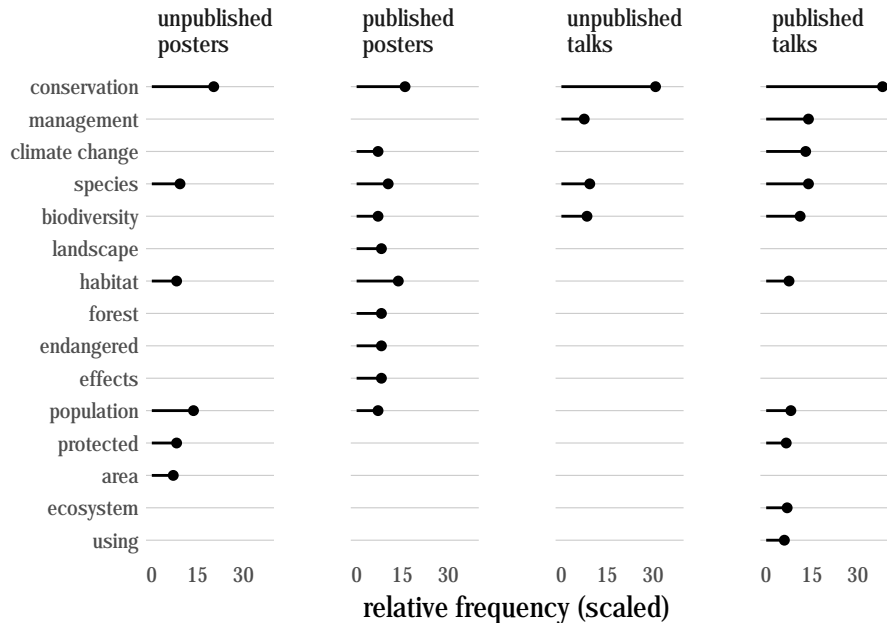 unpublished posters
published posters
unpublished talks
published talks
conservation
management
climate change
species
biodiversity
landscape
habitat
forest
endangered
effects
population
protected
area
ecosystem
using
0 15 30 0 15 30 0 15 30 0 15 30
relative frequency (scaled)